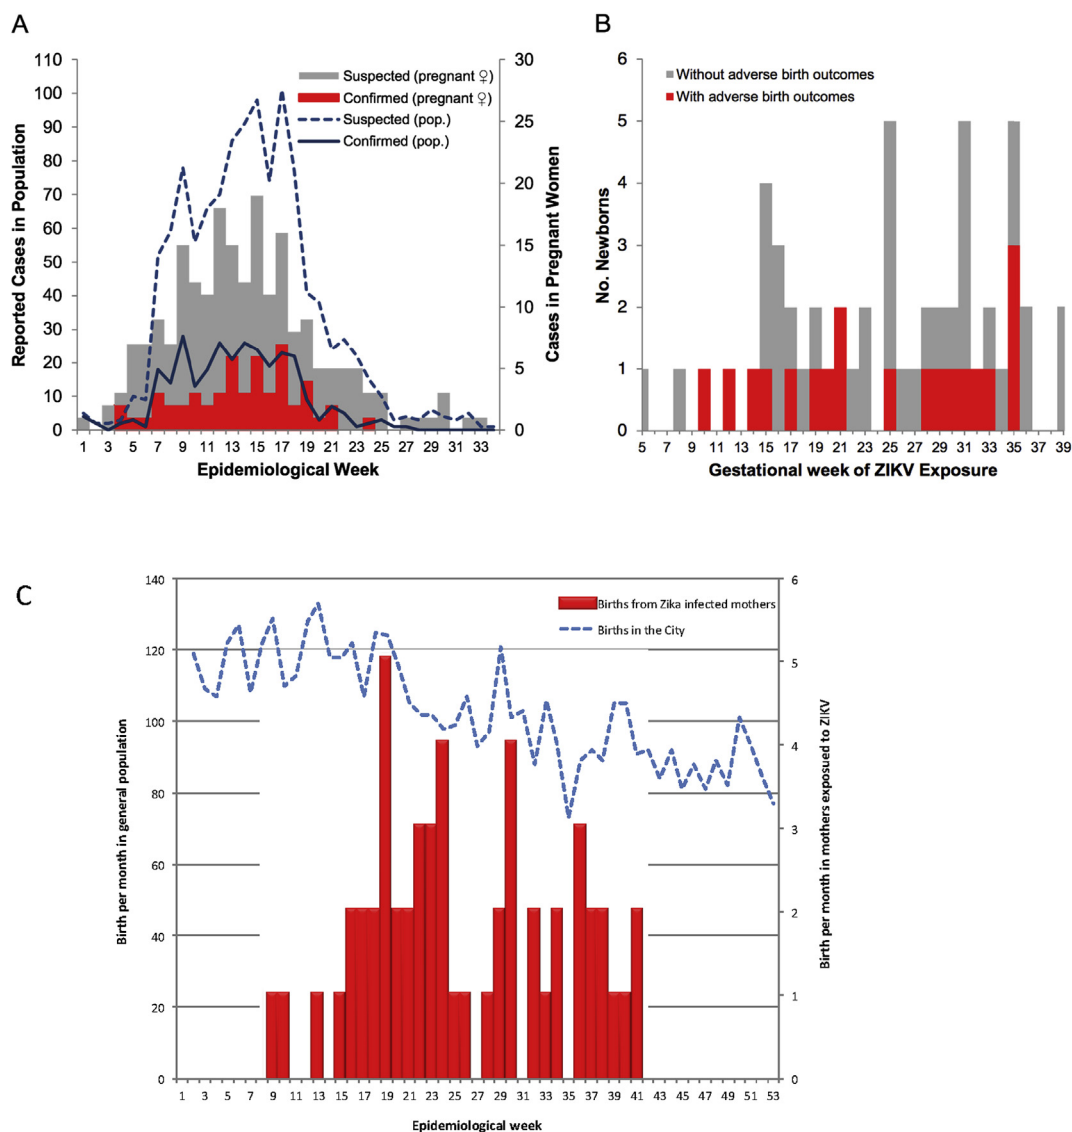 A
110
100
90
80
70
60
50
40
30
20
10
0
Reported Cases in Population
30
25
20
15
10
5
0
Cases in Pregnant Women
Suspected (pregnant ♀)
Confirmed (pregnant ♀)
Suspected (pop.)
Confirmed (pop.)
1 3 5 7 9 11 13 15 17 19 21 23 25 27 29 31 33
Epidemiological Week
B
6
5
4
3
2
1
0
No. Newborns
Without adverse birth outcomes
With adverse birth outcomes
5 7 9 11 13 15 17 19 21 23 25 27 29 31 33 35 37 39
Gestational week of ZIKV Exposure
C
140
120
100
80
60
40
20
0
Birth per month in general population
6
5
4
3
2
1
0
Birth per month in mothers exposued to ZIKV
Births from Zika infected mothers
Births in the City
1 3 5 7 9 11 13 15 17 19 21 23 25 27 29 31 33 35 37 39 41 43 45 47 49 51 53
Epidemiological week